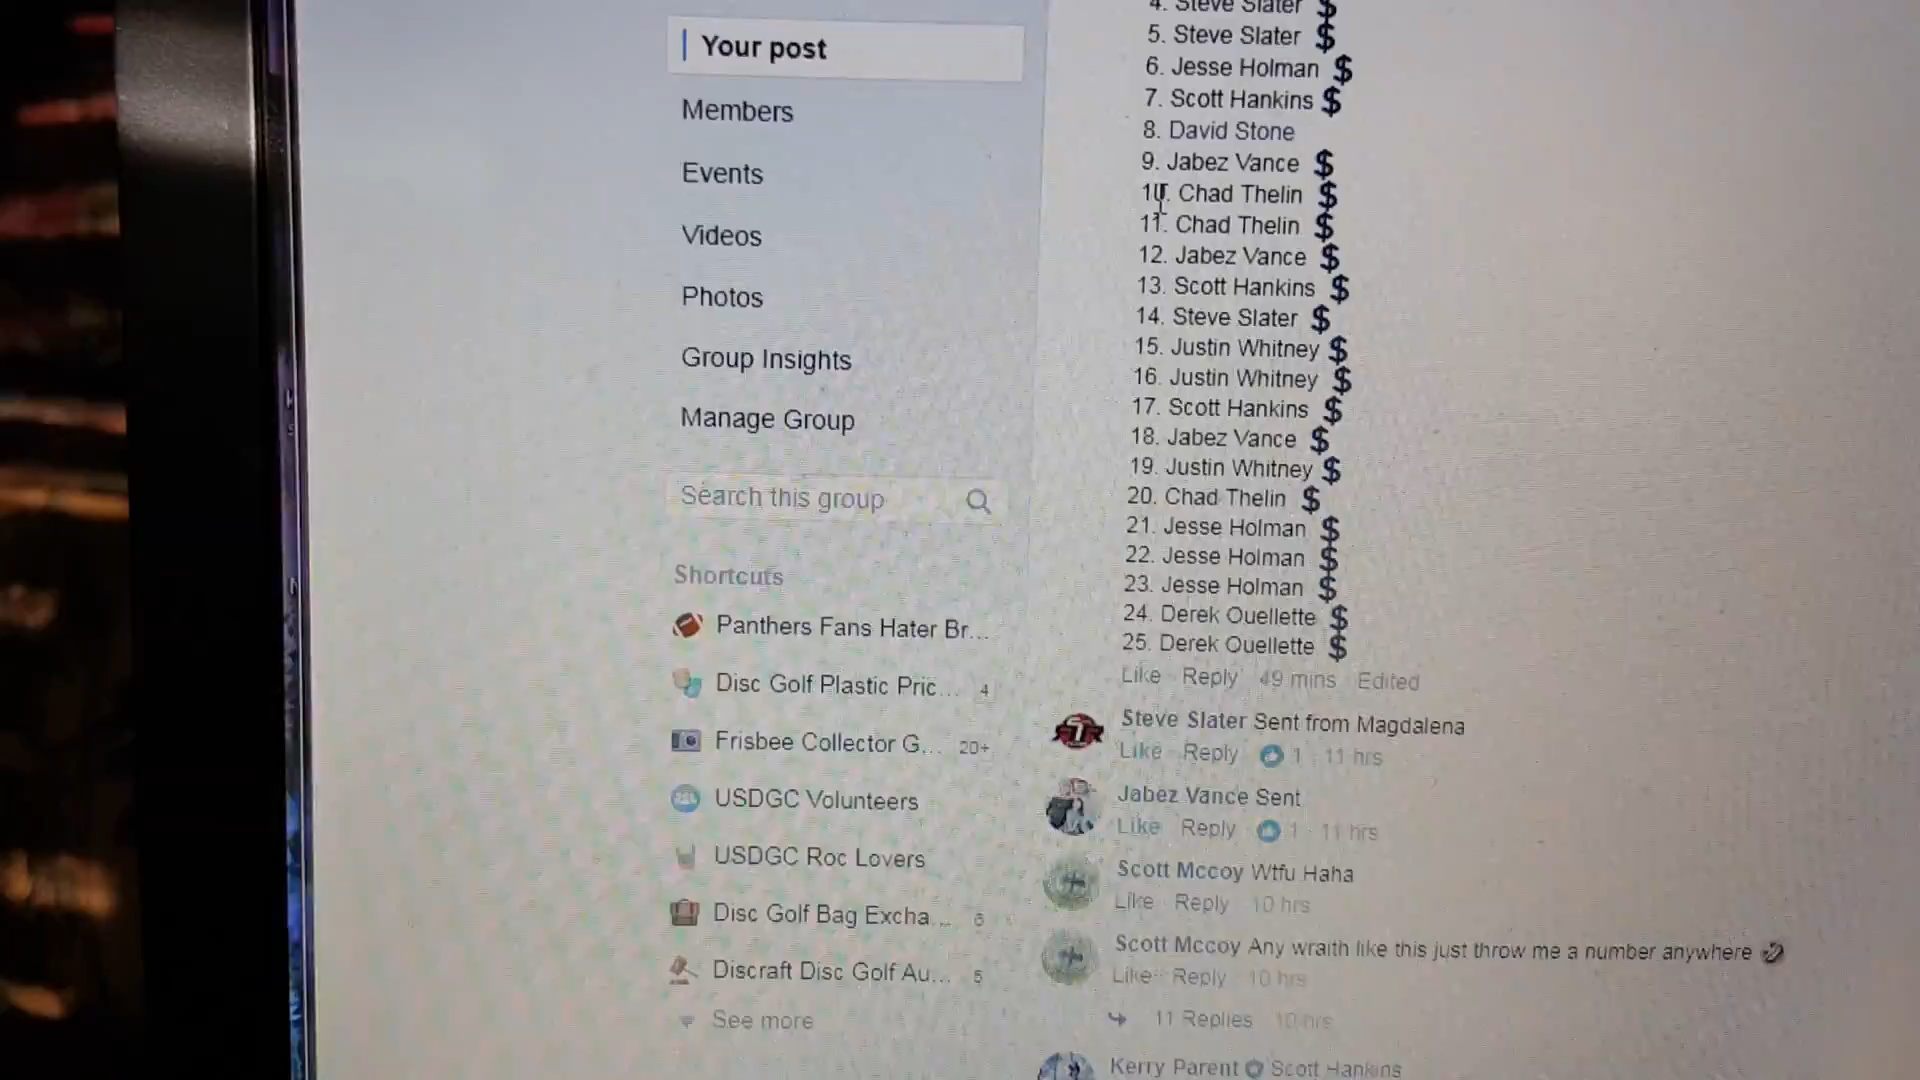 Your post
Members
Events
Videos
Photos
Group Insights
Manage Group
Search this group
Shortcuts
Panthers Fans Hater Br...
Disc Golf Plastic Pric... 4
Frisbee Collector G... 20+
USDGC Volunteers
USDGC Roc Lovers
Disc Golf Bag Excha... 6
Discraft Disc Golf Au... 5
See more
4. Steve Slater $
5. Steve Slater $
6. Jesse Holman $
7. Scott Hankins $
8. David Stone
9. Jabez Vance $
10. Chad Thelin $
11. Chad Thelin $
12. Jabez Vance $
13. Scott Hankins $
14. Steve Slater $
15. Justin Whitney $
16. Justin Whitney $
17. Scott Hankins $
18. Jabez Vance $
19. Justin Whitney $
20. Chad Thelin $
21. Jesse Holman $
22. Jesse Holman $
23. Jesse Holman $
24. Derek Ouellette $
25. Derek Ouellette $
Like · Reply · 49 mins · Edited
Steve Slater Sent from Magdalena
Like · Reply · 1 · 11 hrs
Jabez Vance Sent
Like · Reply · 1 · 11 hrs
Scott Mccoy Wtfu Haha
Like · Reply · 10 hrs
Scott Mccoy Any wraith like this just throw me a number anywhere
Like · Reply · 10 hrs
11 Replies · 10 hrs
Kerry Parent Scott Hankins